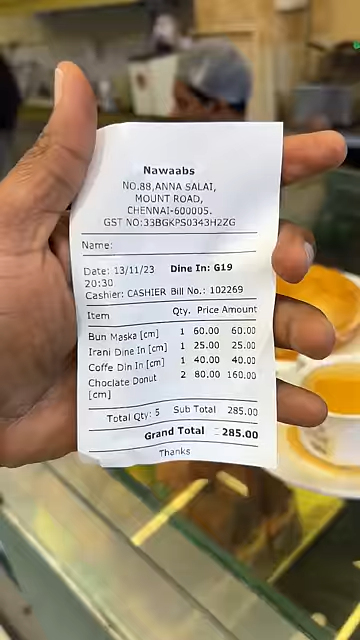 Nawaabs
NO.88,ANNA SALAI,
MOUNT ROAD,
CHENNAI-600005.
GST NO:33BGKPS0343H2ZG
Name:
Date: 13/11/23 Dine In: G19
20:30
Cashier: CASHIER Bill No.: 102269
Item Qty. Price Amount
Bun Maska [cm] 1 60.00 60.00
Irani Dine In [cm] 1 25.00 25.00
Coffe Din In [cm] 1 40.00 40.00
Choclate Donut 2 80.00 160.00
[cm]
Total Qty: 5 Sub Total 285.00
Grand Total 285.00
Thanks